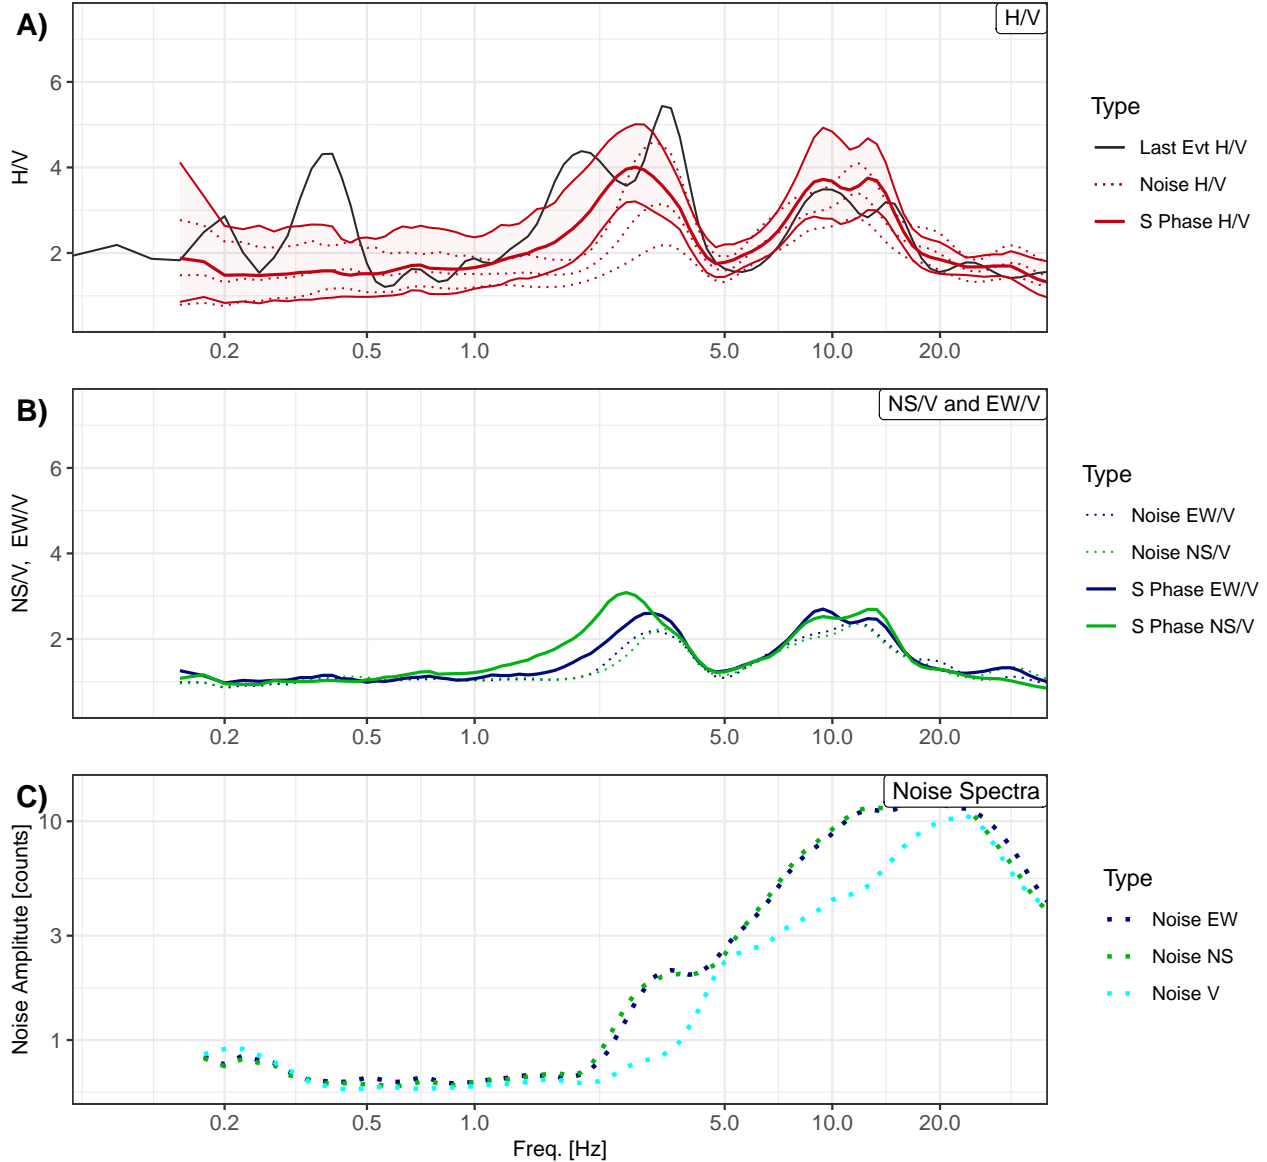 A)
H/V
6
4
2
H/V
0.2 0.5 1.0 5.0 10.0 20.0
Type
Last Evt H/V
Noise H/V
S Phase H/V
B)
NS/V and EW/V
6
4
2
NS/V,  EW/V
0.2 0.5 1.0 5.0 10.0 20.0
Type
Noise EW/V
Noise NS/V
S Phase EW/V
S Phase NS/V
C)
Noise Spectra
10
3
1
Noise Amplitute [counts]
0.2 0.5 1.0 5.0 10.0 20.0
Freq. [Hz]
Type
Noise EW
Noise NS
Noise V